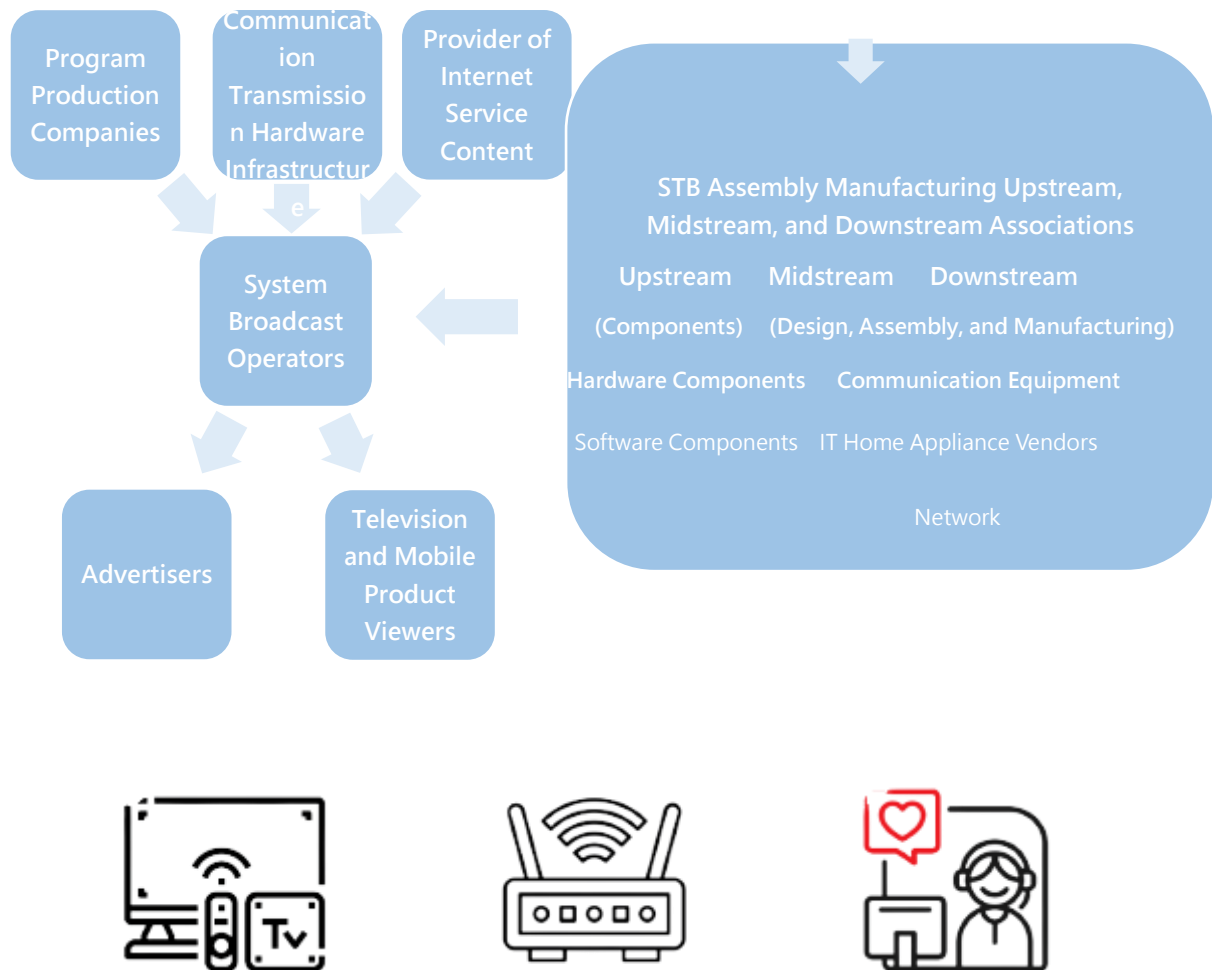 Program
Production
Companies
Communicat
ion
Transmissio
n Hardware
Infrastructur
e
Provider of
Internet
Service
Content
System
Broadcast
Operators
Advertisers
Television
and Mobile
Product
Viewers
STB Assembly Manufacturing Upstream,
Midstream, and Downstream Associations
Upstream Midstream Downstream
(Components) (Design, Assembly, and Manufacturing)
Hardware Components Communication Equipment
Software Components IT Home Appliance Vendors
Network
Tv